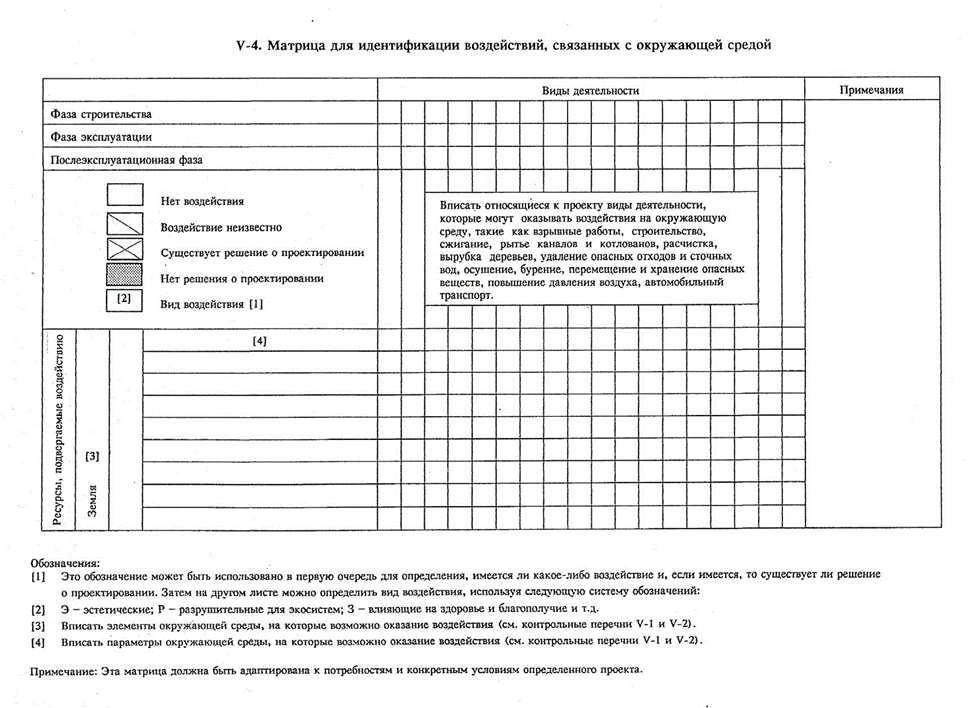 V-4. Матрица для идентификации воздействий, связанных с окружающей средой
Виды деятельности
Примечания
Фаза строительства
Фаза эксплуатации
Послеэксплуатационная фаза
Нет воздействия
Воздействие неизвестно
Существует решение о проектировании
Нет решения о проектировании
[2] Вид воздействия [1]
Вписать относящиеся к проекту виды деятельности,
которые могут оказывать воздействия на окружающую
среду, такие как взрывные работы, строительство,
сжигание, рытье каналов и котлованов, расчистка,
вырубка деревьев, удаление опасных отходов и сточных
вод, осушение, бурение, перемещение и хранение опасных
веществ, повышение давления воздуха, автомобильный
транспорт.
Ресурсы, подвергаемые воздействию
Земля [3]
[4]
Обозначения:
[1] Это обозначение может быть использовано в первую очередь для определения, имеется ли какое-либо воздействие и, если имеется, то существует ли решение
о проектировании. Затем на другом листе можно определить вид воздействия, используя следующую систему обозначений:
[2] Э – эстетические; Р – разрушительные для экосистем; З – влияющие на здоровье и благополучие и т.д.
[3] Вписать элементы окружающей среды, на которые возможно оказание воздействия (см. контрольные перечни V-1 и V-2).
[4] Вписать параметры окружающей среды, на которые возможно оказание воздействия (см. контрольные перечни V-1 и V-2).
Примечание: Эта матрица должна быть адаптирована к потребностям и конкретным условиям определенного проекта.